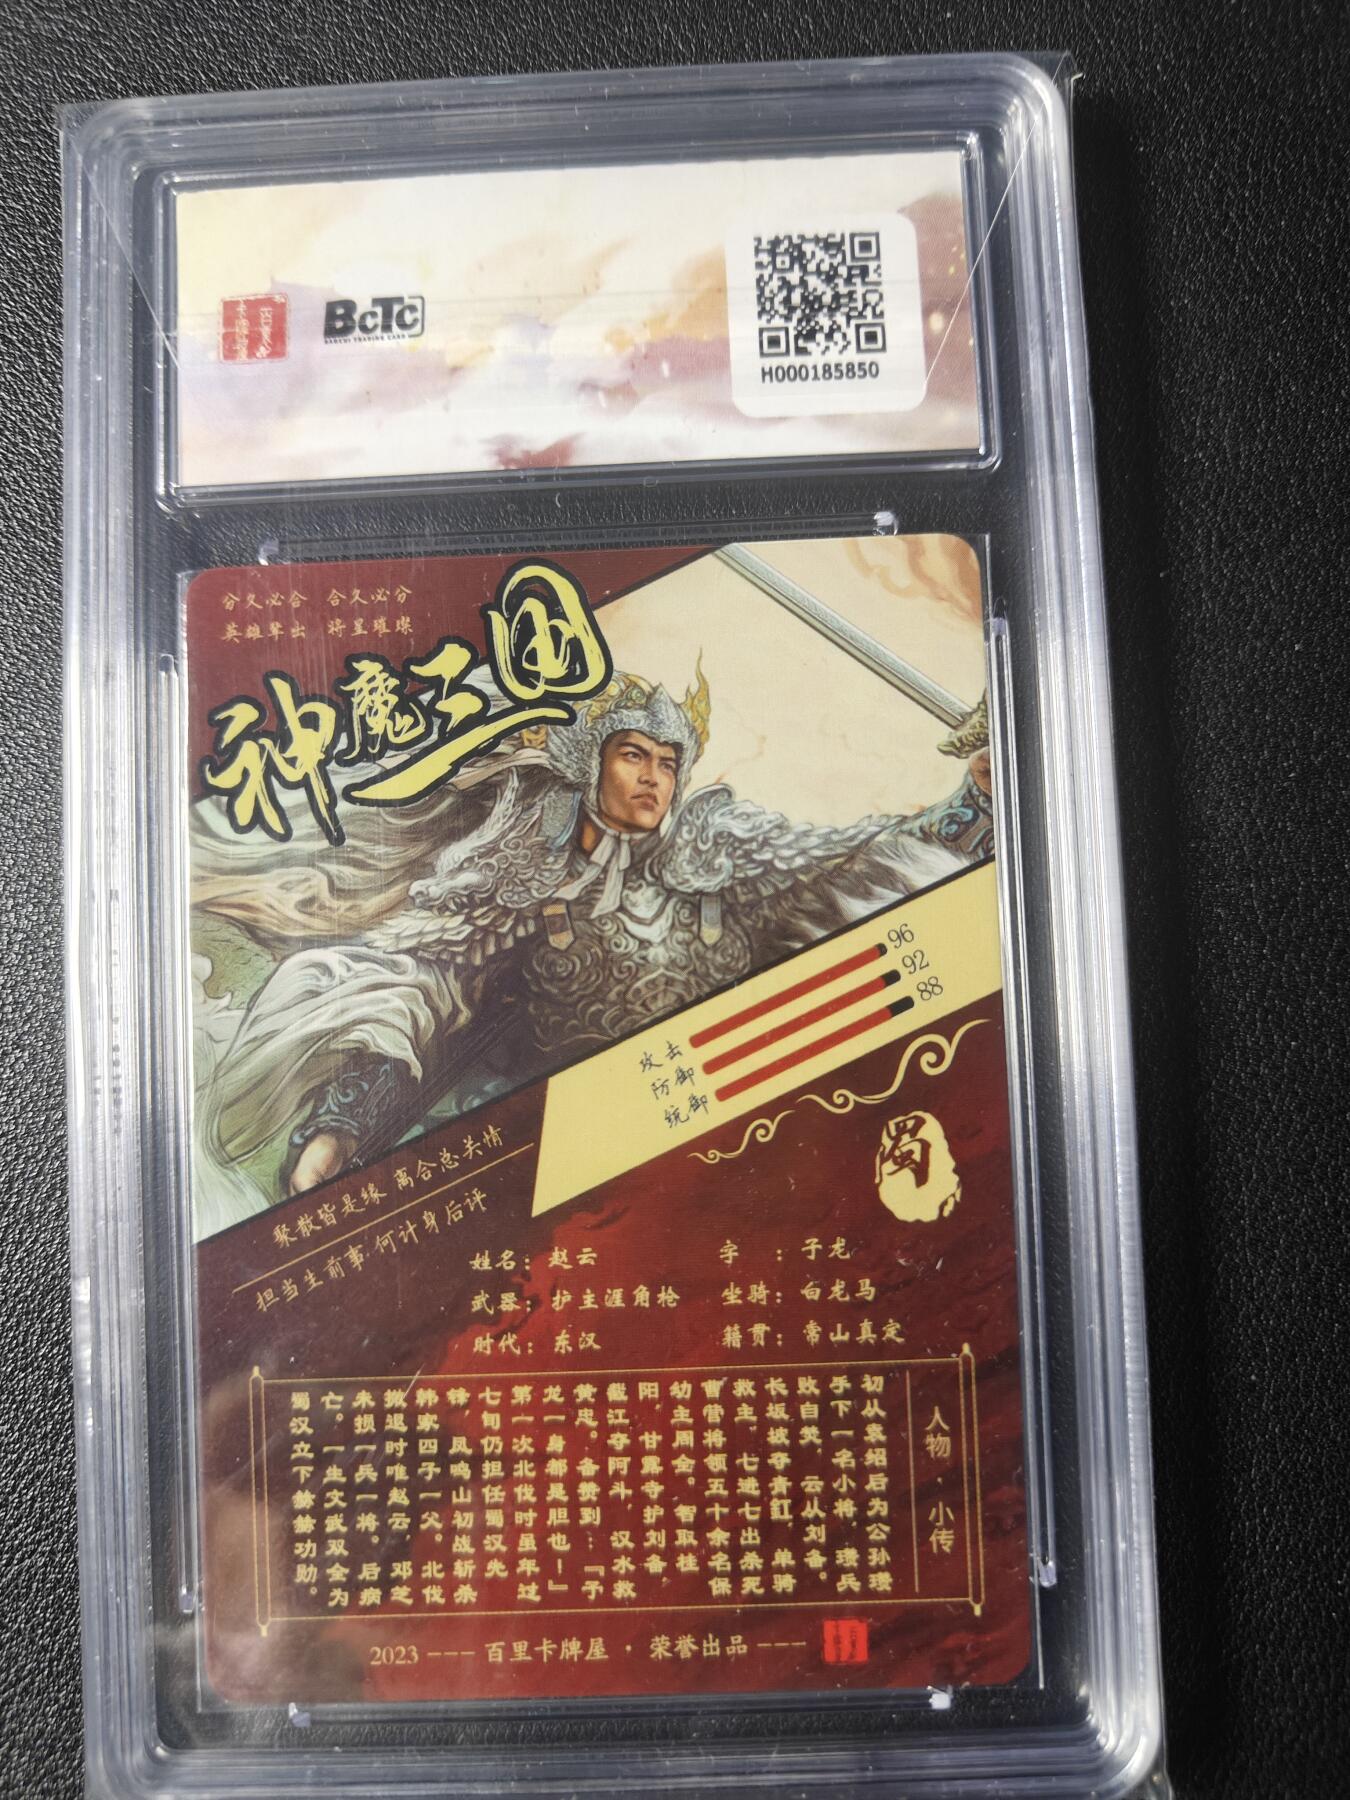 BCTC
BAECHI TRADING CARD
H000185850
分久必合 合久必分
英雄辈出 将星璀璨
神魔三国
96
92
88
攻击
防御
统御
蜀
聚散皆是缘 离合总关情
担当生前事 何计身后评
姓名：赵云 字：子龙
武器：护主涯角枪 坐骑：白龙马
时代：东汉 籍贯：常山真定
人物·小传
初从袁绍后为公孙瓒
手下一名小将，瓒兵
败自焚，云从刘备。
长坂坡夺青釭，单骑
救主，七进七出杀死
曹营将领五十余名保
幼主周全。智取桂
阳，甘露寺护刘备，
截江夺阿斗，汉水救
黄忠。备赞到：『子
龙一身都是胆也！』
第一次北伐时虽年过
七旬仍担任蜀汉先
锋，凤鸣山初战斩杀
韩家四子一父。北伐
撤退时唯赵云、邓芝
未损一兵一将。后病
亡。一生文武双全为
蜀汉立下赫赫功勋。
2023 --- 百里卡牌屋 · 荣誉出品 ---